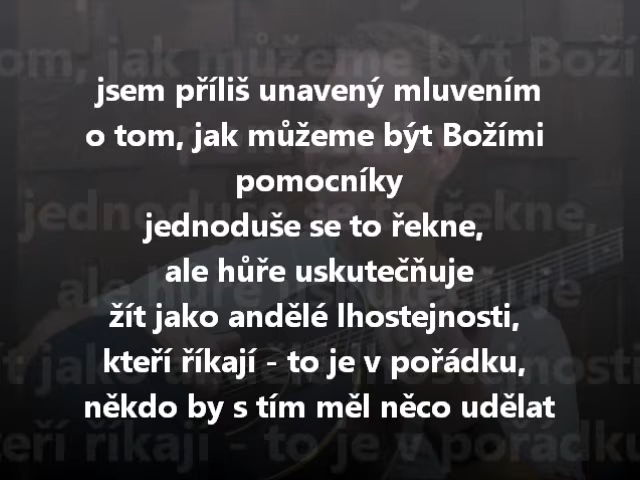 jsem příliš unavený mluvením
o tom, jak můžeme být Božími
pomocníky
jednoduše se to řekne,
ale hůře uskutečňuje
žít jako andělé lhostejnosti,
kteří říkají - to je v pořádku,
někdo by s tím měl něco udělat